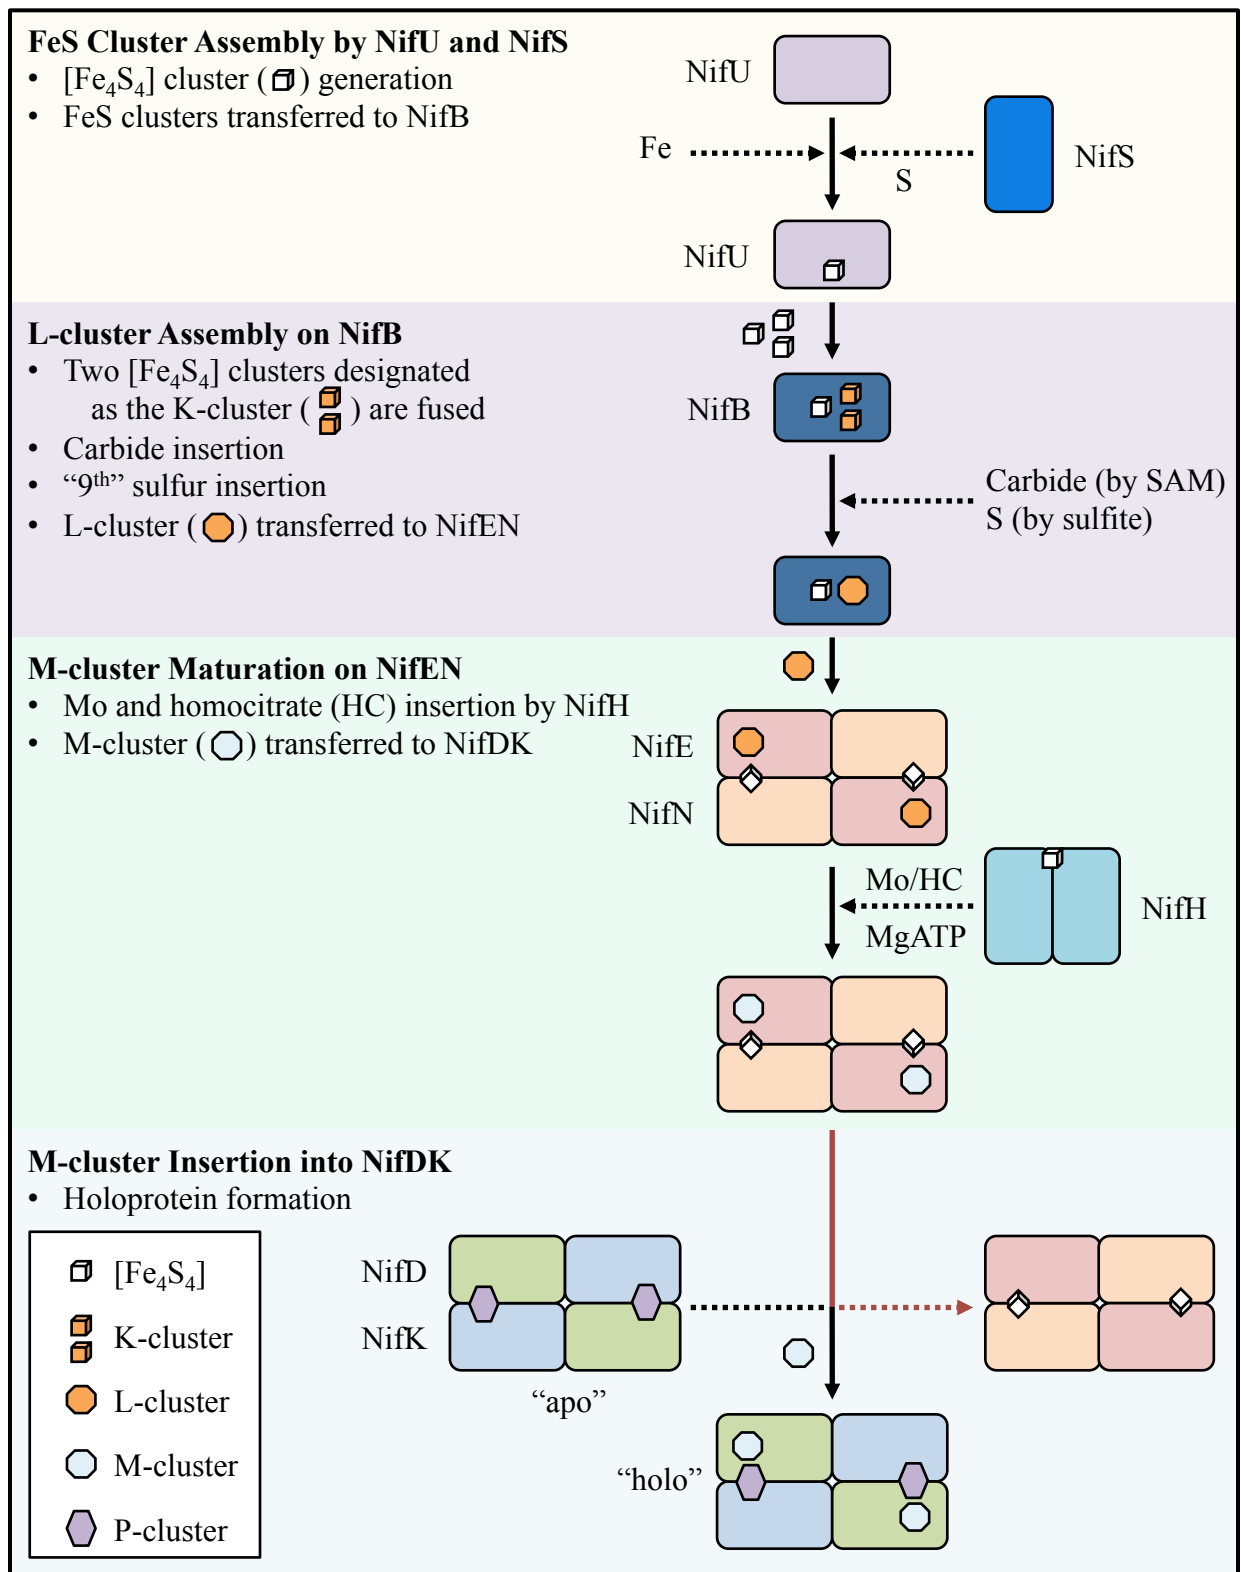 FeS Cluster Assembly by NifU and NifS
• [Fe₄S₄] cluster ( ) generation
• FeS clusters transferred to NifB
NifU
Fe
S
NifS
NifU
L-cluster Assembly on NifB
• Two [Fe₄S₄] clusters designated
as the K-cluster ( ) are fused
• Carbide insertion
• “9ᵗʰ” sulfur insertion
• L-cluster ( ) transferred to NifEN
NifB
Carbide (by SAM)
S (by sulfite)
M-cluster Maturation on NifEN
• Mo and homocitrate (HC) insertion by NifH
• M-cluster ( ) transferred to NifDK
NifE
NifN
Mo/HC
MgATP
NifH
M-cluster Insertion into NifDK
• Holoprotein formation
[Fe₄S₄]
K-cluster
L-cluster
M-cluster
P-cluster
NifD
NifK
“apo”
“holo”